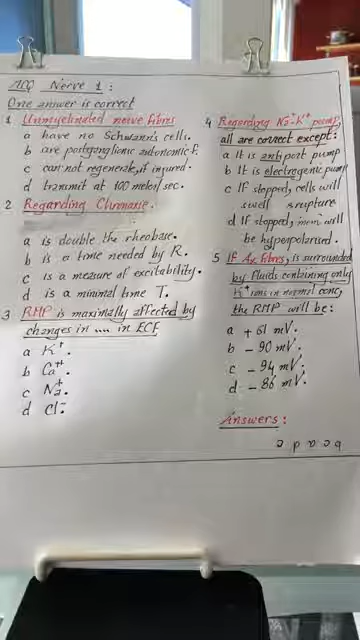 MCQ Nerve 1:
One answer is correct
1 Unmyelinated nerve fibres
a have no Schwann's cells.
b are postganglionic autonomic f.
c can not regenerate, if injured.
d transmit at 100 meter/sec.
2 Regarding Chronaxie.
a is double the rheobase.
b is a time needed by R.
c is a measure of excitability.
d is a minimal time T.
3 RMP is maximally affected by
changes in .... in ECF
a K+.
b Ca++.
c Na+.
d Cl-.
4 Regarding Na+-K+ pump,
all are correct except:
a It is antiport pump
b It is electrogenic pump
c If stopped, cells will
swell & rupture
d If stopped, mem. will
be hyperpolarised.
5 If Ax. fibres, is surrounded
by fluids containing only
K+ ions in normal conc,
the RMP will be:
a + 61 mV.
b - 90 mV.
c - 94 mV.
d - 86 mV.
Answers: